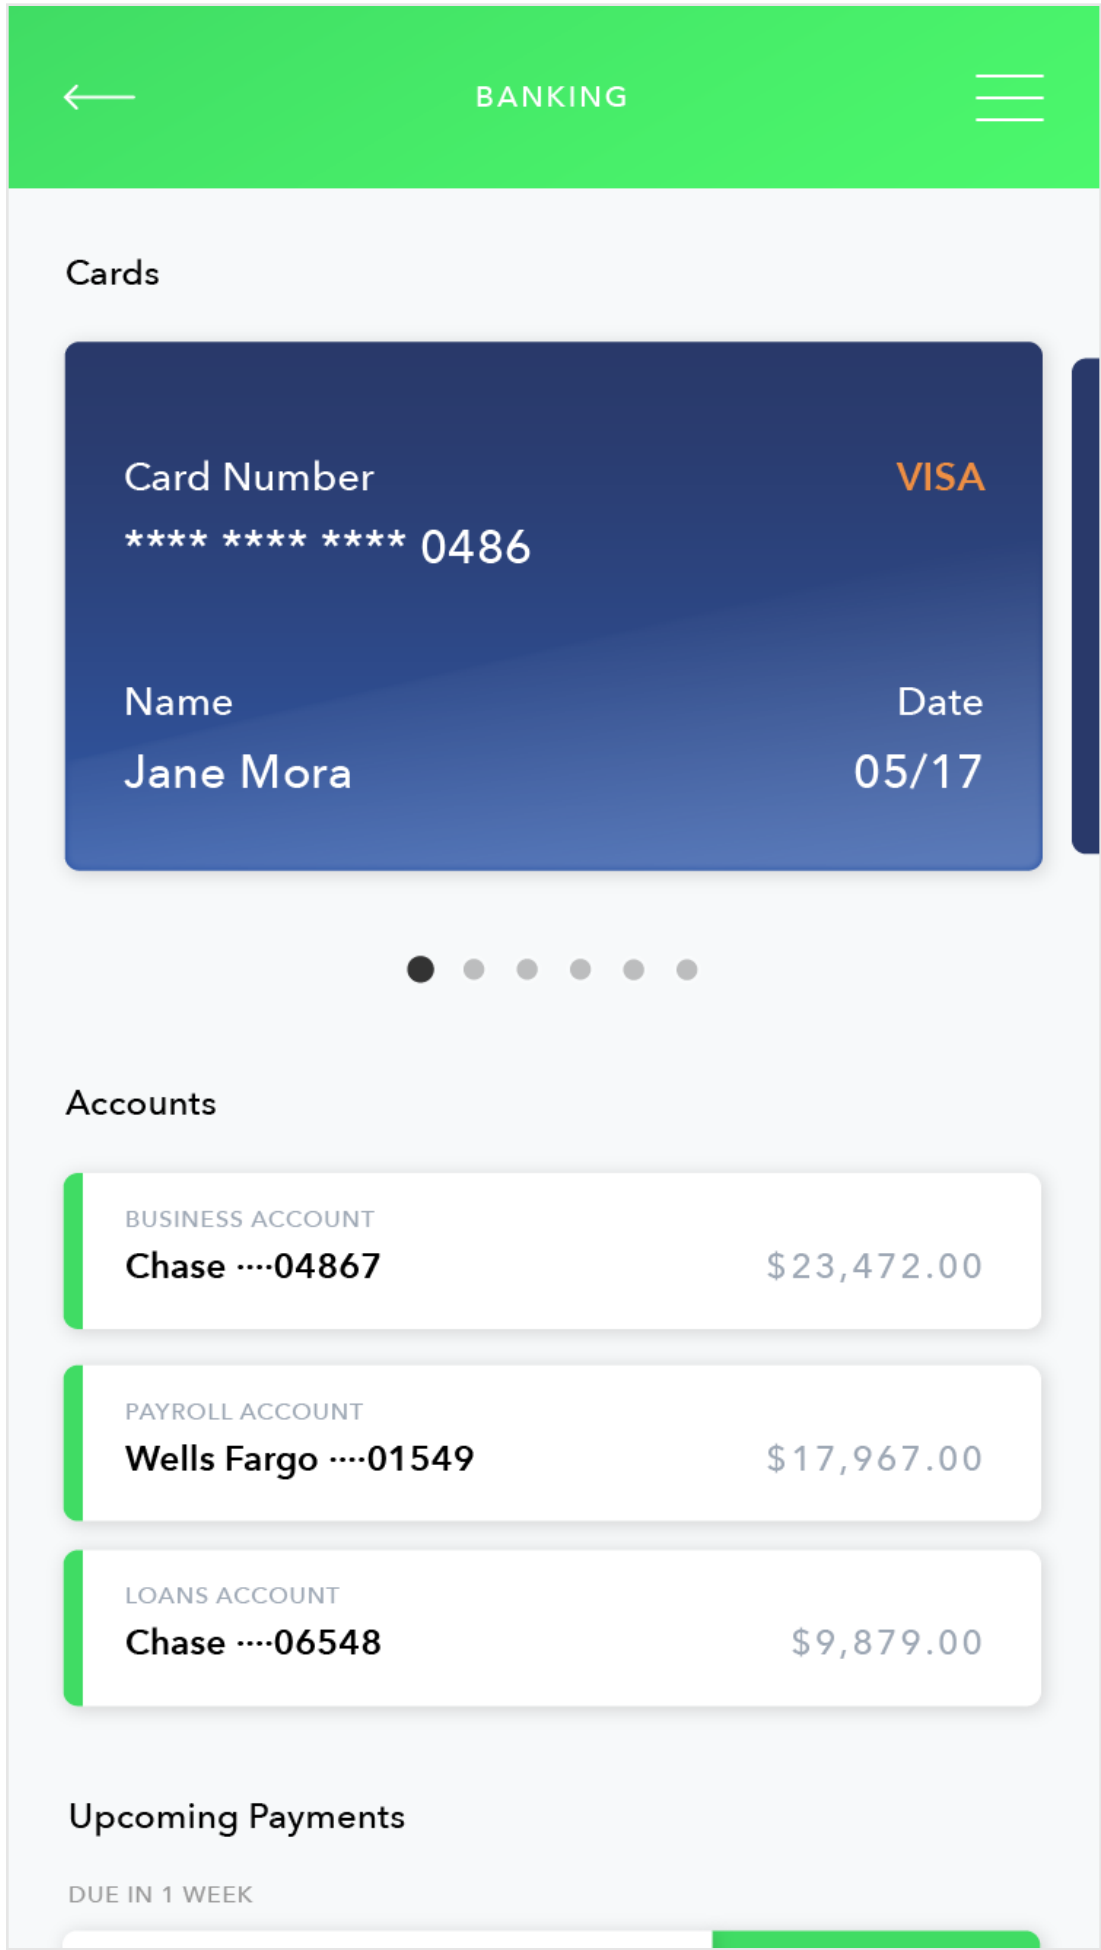 BANKING
Cards
Card Number VISA
**** **** **** 0486
Name Date
Jane Mora 05/17
Accounts
BUSINESS ACCOUNT
Chase ····04867 $23,472.00
PAYROLL ACCOUNT
Wells Fargo ····01549 $17,967.00
LOANS ACCOUNT
Chase ····06548 $9,879.00
Upcoming Payments
DUE IN 1 WEEK